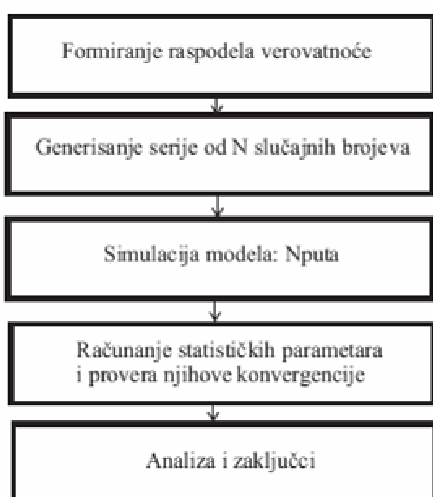 Formiranje raspodela verovatnoće
Generisanje serije od N slučajnih brojeva
Simulacija modela: Nputa
Računanje statističkih parametara
i provera njihove konvergencije
Analiza i zaključci